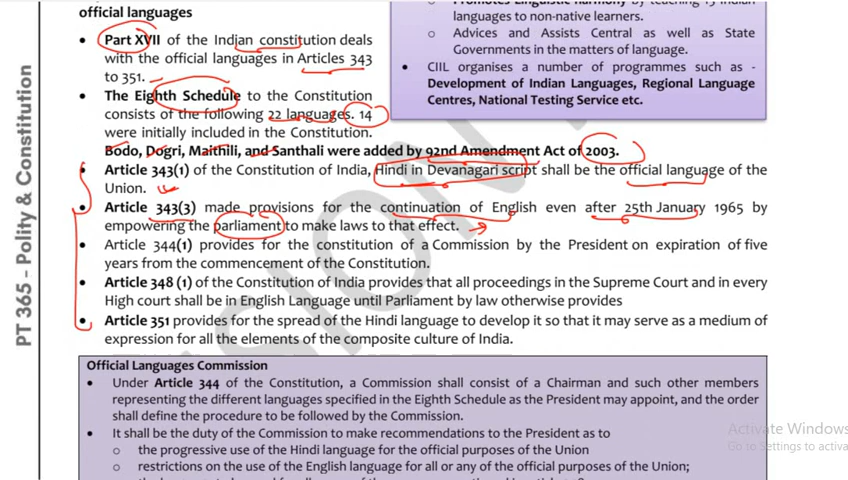 official languages
• Part XVII of the Indian constitution deals
with the official languages in Articles 343
to 351.
• The Eighth Schedule to the Constitution
consists of the following 22 languages. 14
were initially included in the Constitution.
Bodo, Dogri, Maithili, and Santhali were added by 92nd Amendment Act of 2003.
languages to non-native learners.
o Advices and Assists Central as well as State
Governments in the matters of language.
• CIIL organises a number of programmes such as -
Development of Indian Languages, Regional Language
Centres, National Testing Service etc.
• Article 343(1) of the Constitution of India, Hindi in Devanagari script shall be the official language of the
Union.
• Article 343(3) made provisions for the continuation of English even after 25th January 1965 by
empowering the parliament to make laws to that effect.
• Article 344(1) provides for the constitution of a Commission by the President on expiration of five
years from the commencement of the Constitution.
• Article 348 (1) of the Constitution of India provides that all proceedings in the Supreme Court and in every
High court shall be in English Language until Parliament by law otherwise provides
• Article 351 provides for the spread of the Hindi language to develop it so that it may serve as a medium of
expression for all the elements of the composite culture of India.
Official Languages Commission
• Under Article 344 of the Constitution, a Commission shall consist of a Chairman and such other members
representing the different languages specified in the Eighth Schedule as the President may appoint, and the order
shall define the procedure to be followed by the Commission.
• It shall be the duty of the Commission to make recommendations to the President as to
o the progressive use of the Hindi language for the official purposes of the Union
o restrictions on the use of the English language for all or any of the official purposes of the Union;
PT 365 - Polity & Constitution
Activate Windows
Go to Settings to activa